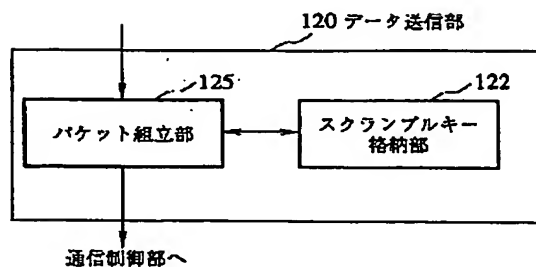 120 データ送信部
125
122
パケット組立部
スクランブルキー
格納部
通信制御部へ